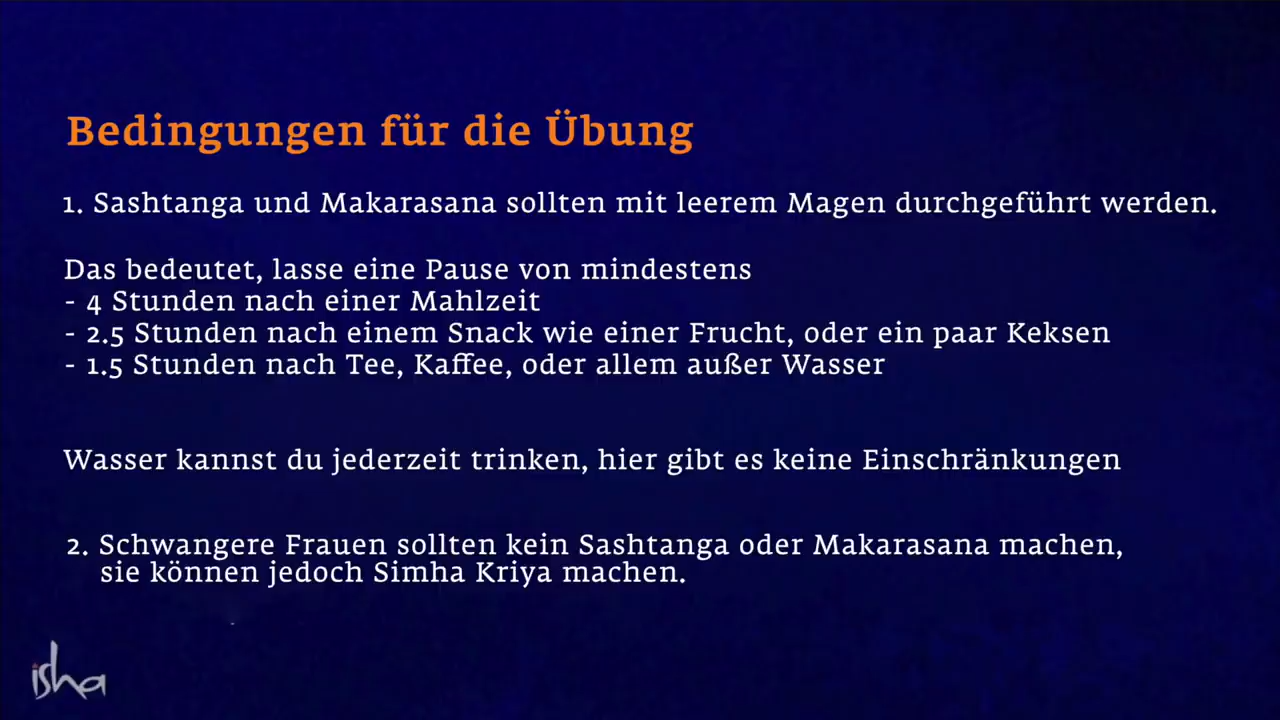 Bedingungen für die Übung
1. Sashtanga und Makarasana sollten mit leerem Magen durchgeführt werden.
Das bedeutet, lasse eine Pause von mindestens
- 4 Stunden nach einer Mahlzeit
- 2.5 Stunden nach einem Snack wie einer Frucht, oder ein paar Keksen
- 1.5 Stunden nach Tee, Kaffee, oder allem außer Wasser
Wasser kannst du jederzeit trinken, hier gibt es keine Einschränkungen
2. Schwangere Frauen sollten kein Sashtanga oder Makarasana machen,
sie können jedoch Simha Kriya machen.
isha